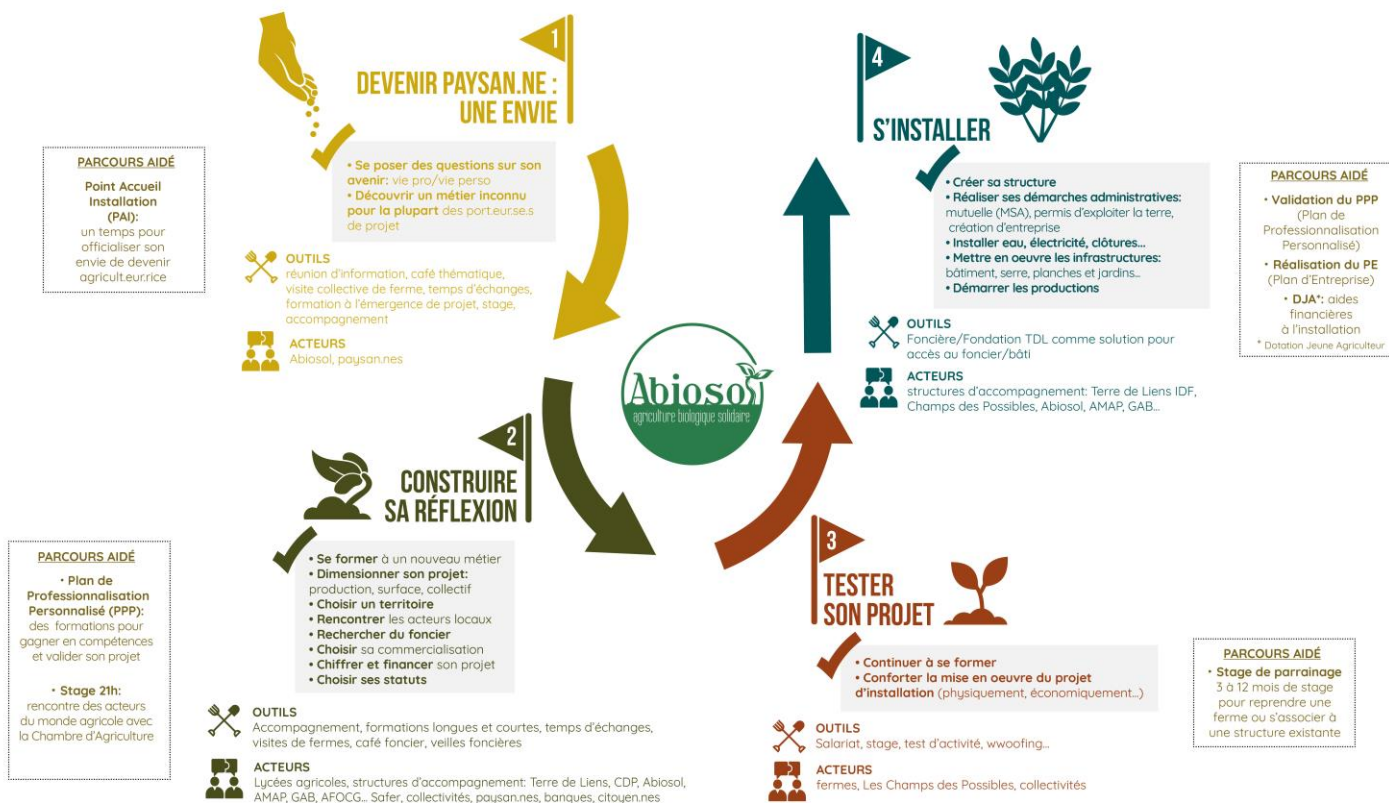 1
DEVENIR PAYSAN.NE :
UNE ENVIE
• Se poser des questions sur son
avenir: vie pro/vie perso
• Découvrir un métier inconnu
pour la plupart des port.eur.se.s
de projet
PARCOURS AIDÉ
Point Accueil
Installation
(PAI):
un temps pour
officialiser son
envie de devenir
agricult.eur.rice
OUTILS
réunion d'information, café thématique,
visite collective de ferme, temps d'échanges,
formation à l'émergence de projet, stage,
accompagnement
ACTEURS
Abiosol, paysan.nes
2
CONSTRUIRE
SA RÉFLEXION
• Se former à un nouveau métier
• Dimensionner son projet:
production, surface, collectif
• Choisir un territoire
• Rencontrer les acteurs locaux
• Rechercher du foncier
• Choisir sa commercialisation
• Chiffrer et financer son projet
• Choisir ses statuts
PARCOURS AIDÉ
• Plan de
Professionnalisation
Personnalisé (PPP):
des formations pour
gagner en compétences
et valider son projet
• Stage 21h:
rencontre des acteurs
du monde agricole avec
la Chambre d'Agriculture
OUTILS
Accompagnement, formations longues et courtes, temps d'échanges,
visites de fermes, café foncier, veilles foncières
ACTEURS
Lycées agricoles, structures d'accompagnement: Terre de Liens, CDP, Abiosol,
AMAP, GAB, AFOCG... Safer, collectivités, paysan.nes, banques, citoyen.nes
Abiosol
agriculture biologique solidaire
3
TESTER
SON PROJET
• Continuer à se former
• Conforter la mise en oeuvre du projet
d'installation (physiquement, économiquement...)
PARCOURS AIDÉ
• Stage de parrainage
3 à 12 mois de stage
pour reprendre une
ferme ou s'associer à
une structure existante
OUTILS
Salariat, stage, test d'activité, wwoofing...
ACTEURS
fermes, Les Champs des Possibles, collectivités
4
S'INSTALLER
• Créer sa structure
• Réaliser ses démarches administratives:
mutuelle (MSA), permis d'exploiter la terre,
création d'entreprise
• Installer eau, électricité, clôtures...
• Mettre en oeuvre les infrastructures:
bâtiment, serre, planches et jardins...
• Démarrer les productions
PARCOURS AIDÉ
• Validation du PPP
(Plan de
Professionnalisation
Personnalisé)
• Réalisation du PE
(Plan d'Entreprise)
• DJA*: aides
financières
à l'installation
* Dotation Jeune Agriculteur
OUTILS
Foncière/Fondation TDL comme solution pour
accès au foncier/bâti
ACTEURS
structures d'accompagnement: Terre de Liens IDF,
Champs des Possibles, Abiosol, AMAP, GAB...